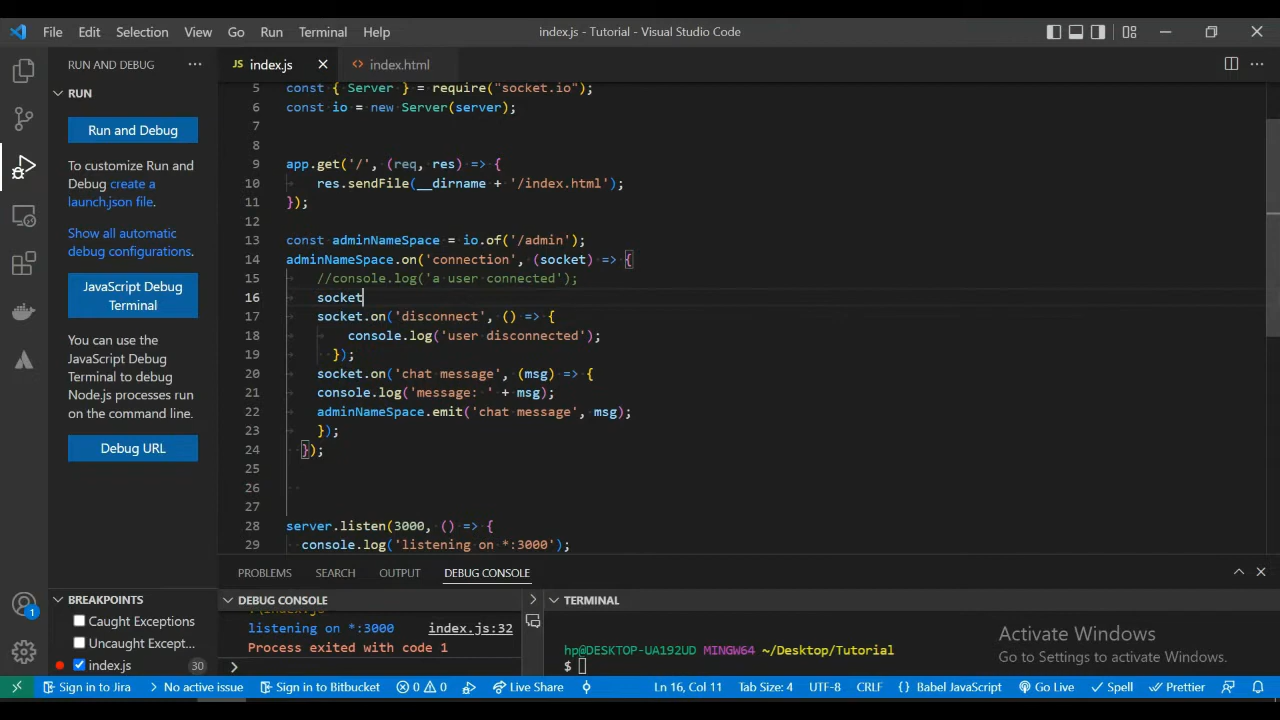 File Edit Selection View Go Run Terminal Help
index.js - Tutorial - Visual Studio Code
RUN AND DEBUG ···
JS index.js ×
<> index.html
RUN
Run and Debug
To customize Run and
Debug create a
launch.json file.
Show all automatic
debug configurations.
JavaScript Debug
Terminal
You can use the
JavaScript Debug
Terminal to debug
Node.js processes run
on the command line.
Debug URL
5 const { Server } = require("socket.io");
6 const io = new Server(server);
7
8
9 app.get('/', (req, res) => {
10 res.sendFile(__dirname + '/index.html');
11 });
12
13 const adminNameSpace = io.of('/admin');
14 adminNameSpace.on('connection', (socket) => {
15 //console.log('a user connected');
16 socket
17 socket.on('disconnect', () => {
18 console.log('user disconnected');
19 });
20 socket.on('chat message', (msg) => {
21 console.log('message: ' + msg);
22 adminNameSpace.emit('chat message', msg);
23 });
24 });
25
26
27
28 server.listen(3000, () => {
29 console.log('listening on *:3000');
PROBLEMS SEARCH OUTPUT DEBUG CONSOLE
BREAKPOINTS
Caught Exceptions
Uncaught Except...
index.js 30
DEBUG CONSOLE
.\index.js
listening on *:3000 index.js:32
Process exited with code 1
>
TERMINAL
hp@DESKTOP-UA192UD MINGW64 ~/Desktop/Tutorial
$
Activate Windows
Go to Settings to activate Windows.
1
Sign in to Jira No active issue Sign in to Bitbucket 0 0 Live Share Ln 16, Col 11 Tab Size: 4 UTF-8 CRLF {} Babel JavaScript Go Live Spell Prettier